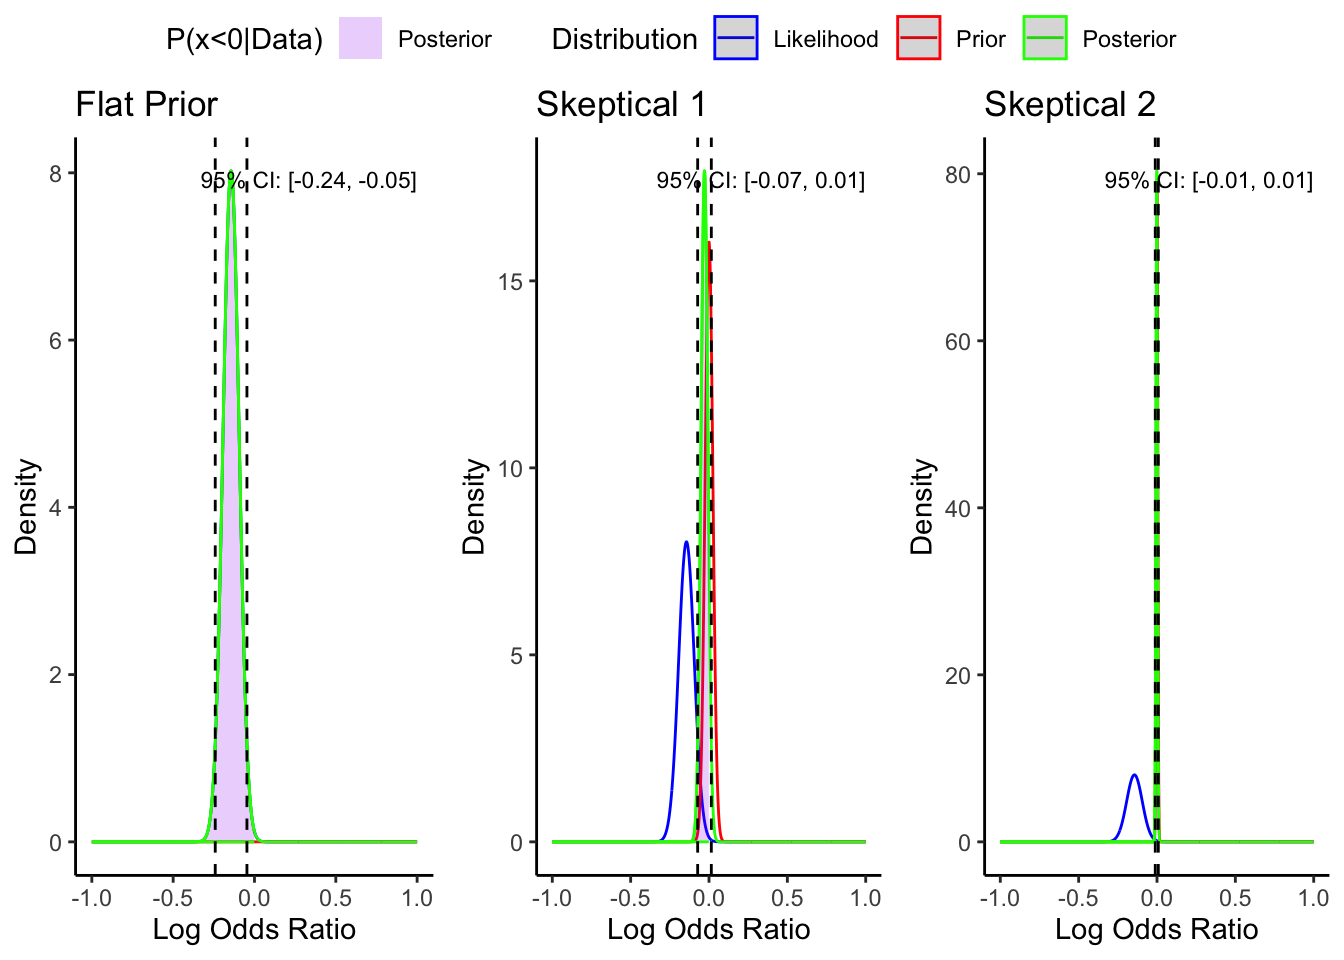 P(x<0|Data) Posterior Distribution Likelihood Prior Posterior
Flat Prior
Skeptical 1
Skeptical 2
95% CI: [-0.24, -0.05]
8
6
4
2
0
Density
-1.0 -0.5 0.0 0.5 1.0
Log Odds Ratio
95% CI: [-0.07, 0.01]
15
10
5
0
Density
-1.0 -0.5 0.0 0.5 1.0
Log Odds Ratio
95% CI: [-0.01, 0.01]
80
60
40
20
0
Density
-1.0 -0.5 0.0 0.5 1.0
Log Odds Ratio